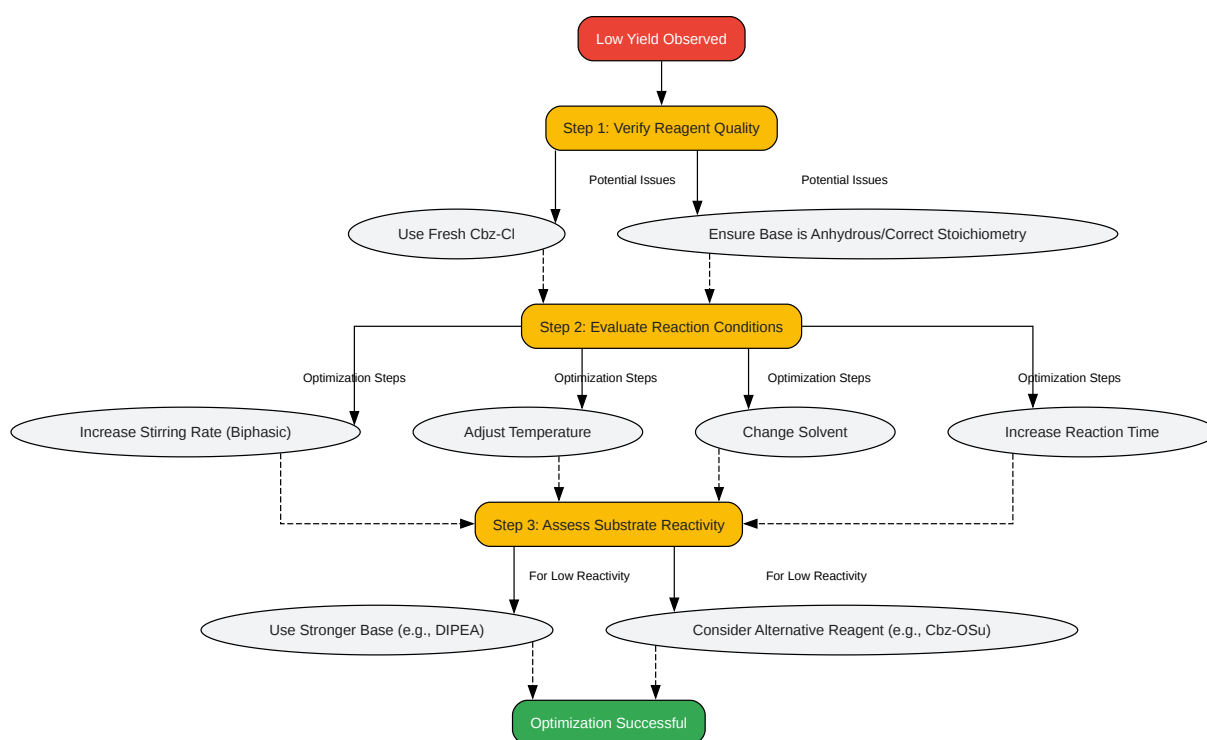 Low Yield Observed
Step 1: Verify Reagent Quality
Potential Issues
Potential Issues
Use Fresh Cbz-Cl
Ensure Base is Anhydrous/Correct Stoichiometry
Step 2: Evaluate Reaction Conditions
Optimization Steps
Optimization Steps
Optimization Steps
Optimization Steps
Increase Stirring Rate (Biphasic)
Adjust Temperature
Change Solvent
Increase Reaction Time
Step 3: Assess Substrate Reactivity
For Low Reactivity
For Low Reactivity
Use Stronger Base (e.g., DIPEA)
Consider Alternative Reagent (e.g., Cbz-OSu)
Optimization Successful